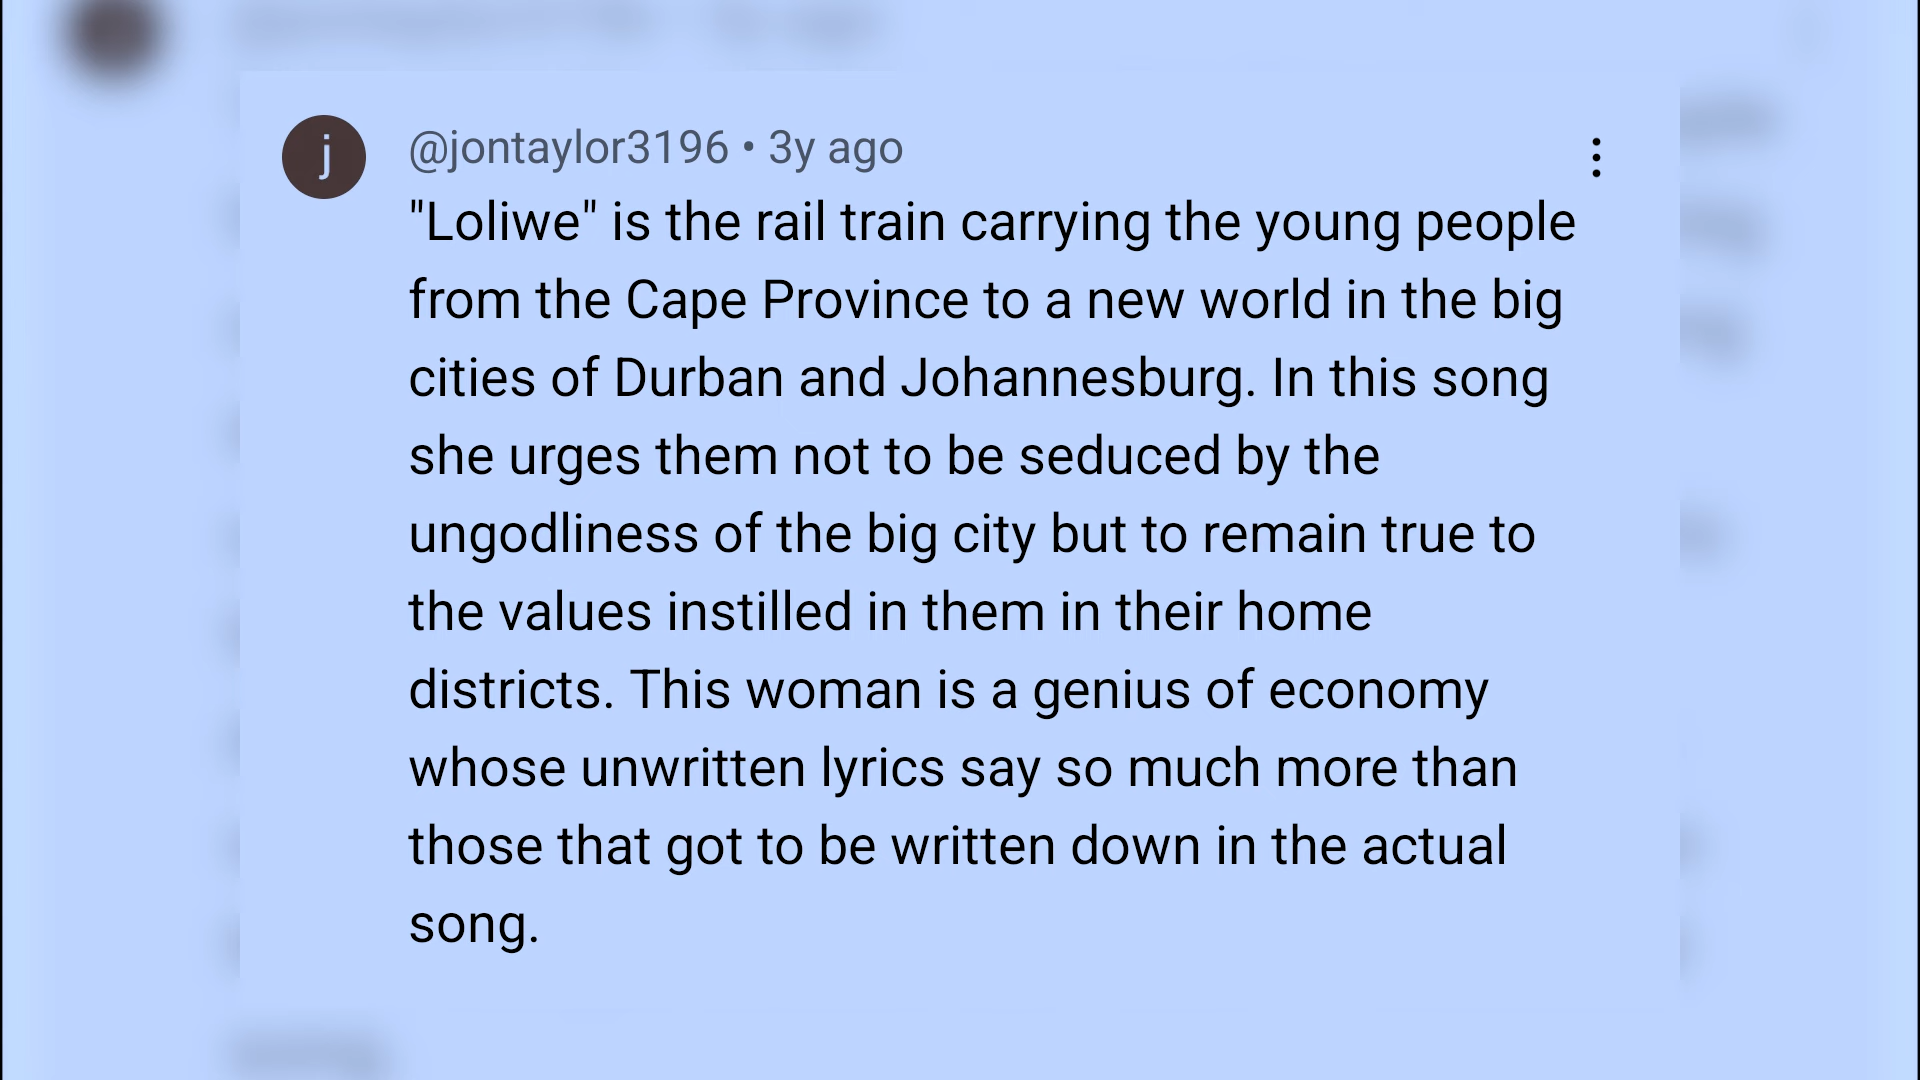 j
@jontaylor3196 • 3y ago
"Loliwe" is the rail train carrying the young people
from the Cape Province to a new world in the big
cities of Durban and Johannesburg. In this song
she urges them not to be seduced by the
ungodliness of the big city but to remain true to
the values instilled in them in their home
districts. This woman is a genius of economy
whose unwritten lyrics say so much more than
those that got to be written down in the actual
song.